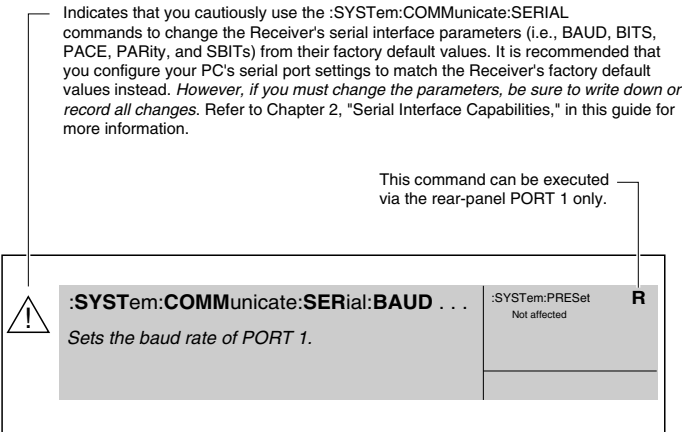 Indicates that you cautiously use the :SYSTem:COMMunicate:SERIAL
commands to change the Receiver's serial interface parameters (i.e., BAUD, BITS,
PACE, PARity, and SBITs) from their factory default values. It is recommended that
you configure your PC's serial port settings to match the Receiver's factory default
values instead. However, if you must change the parameters, be sure to write down or
record all changes. Refer to Chapter 2, "Serial Interface Capabilities," in this guide for
more information.
This command can be executed
via the rear-panel PORT 1 only.
:SYSTem:COMMunicate:SERial:BAUD . . .
Sets the baud rate of PORT 1.
:SYSTem:PRESet
Not affected
R
!